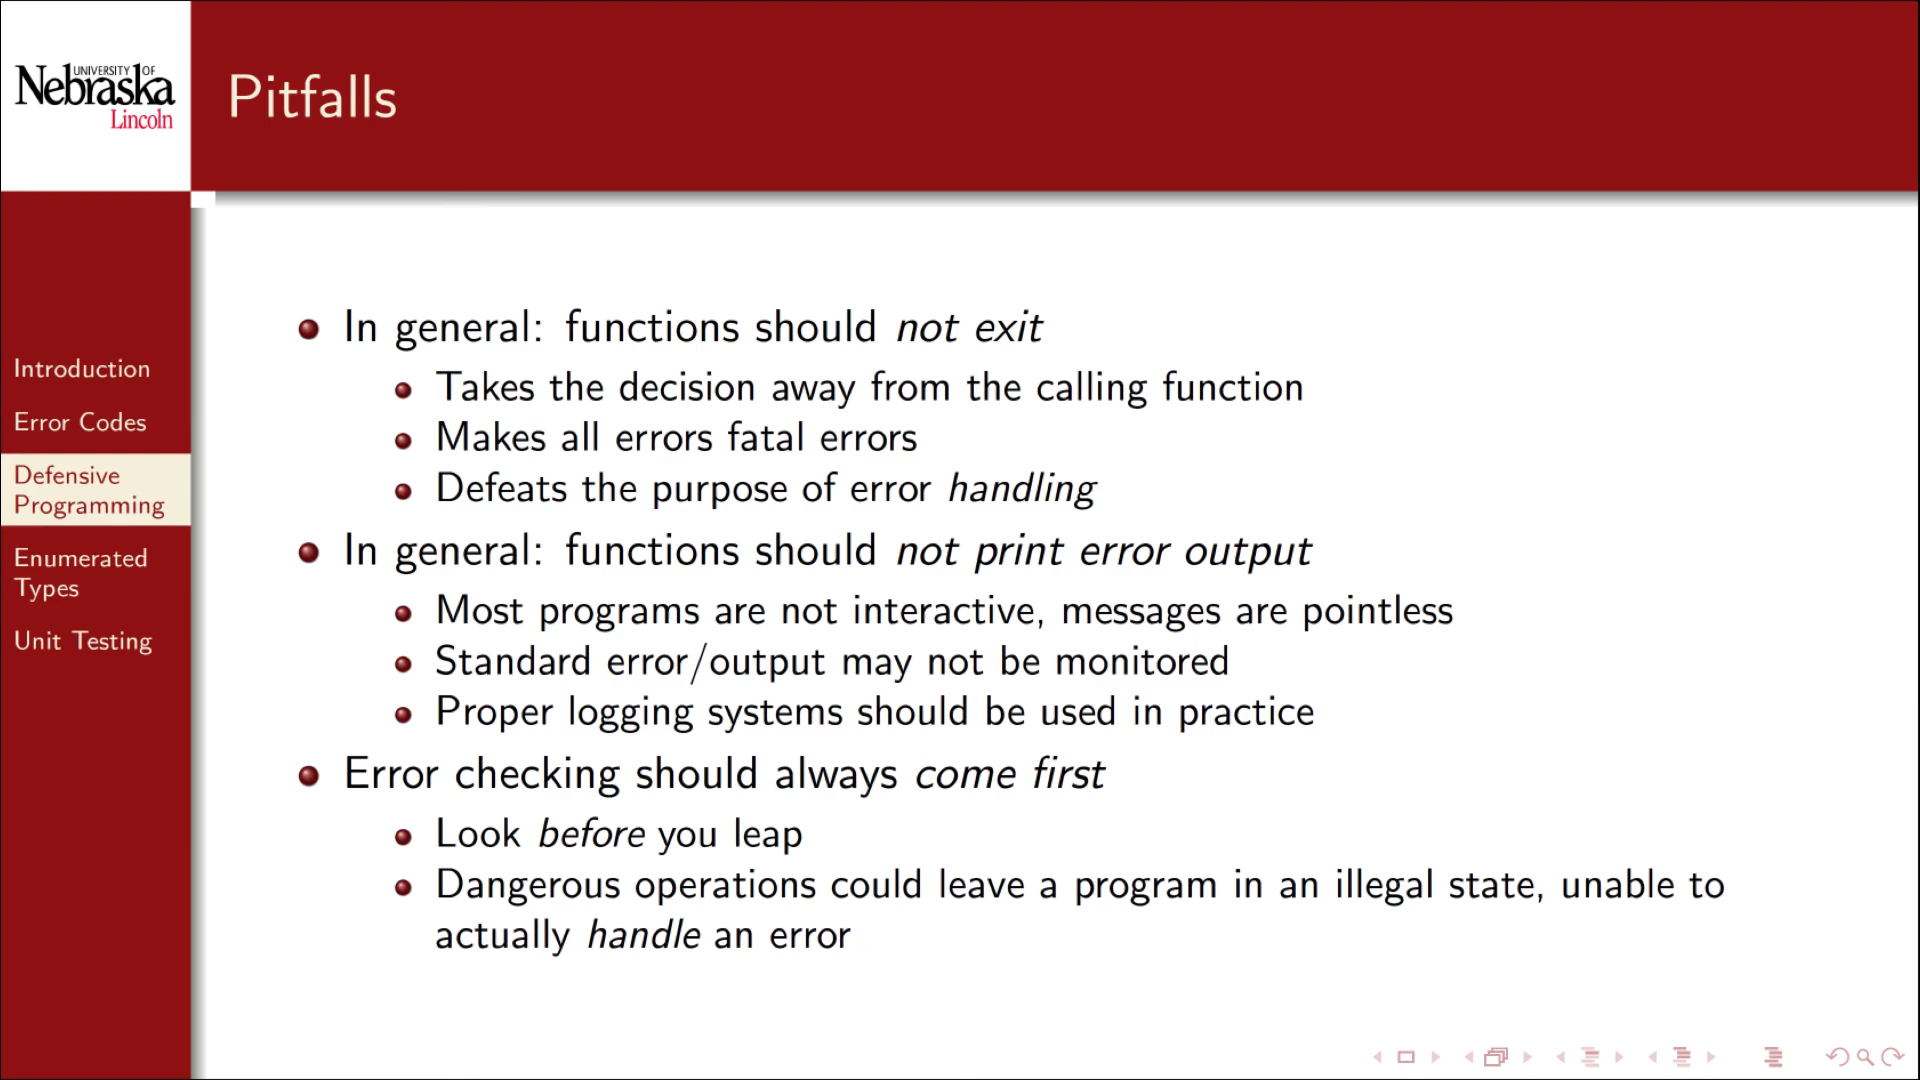 UNIVERSITY OF
Nebraska
Lincoln
Pitfalls
Introduction
Error Codes
Defensive
Programming
Enumerated
Types
Unit Testing
In general: functions should not exit
Takes the decision away from the calling function
Makes all errors fatal errors
Defeats the purpose of error handling
In general: functions should not print error output
Most programs are not interactive, messages are pointless
Standard error/output may not be monitored
Proper logging systems should be used in practice
Error checking should always come first
Look before you leap
Dangerous operations could leave a program in an illegal state, unable to
actually handle an error